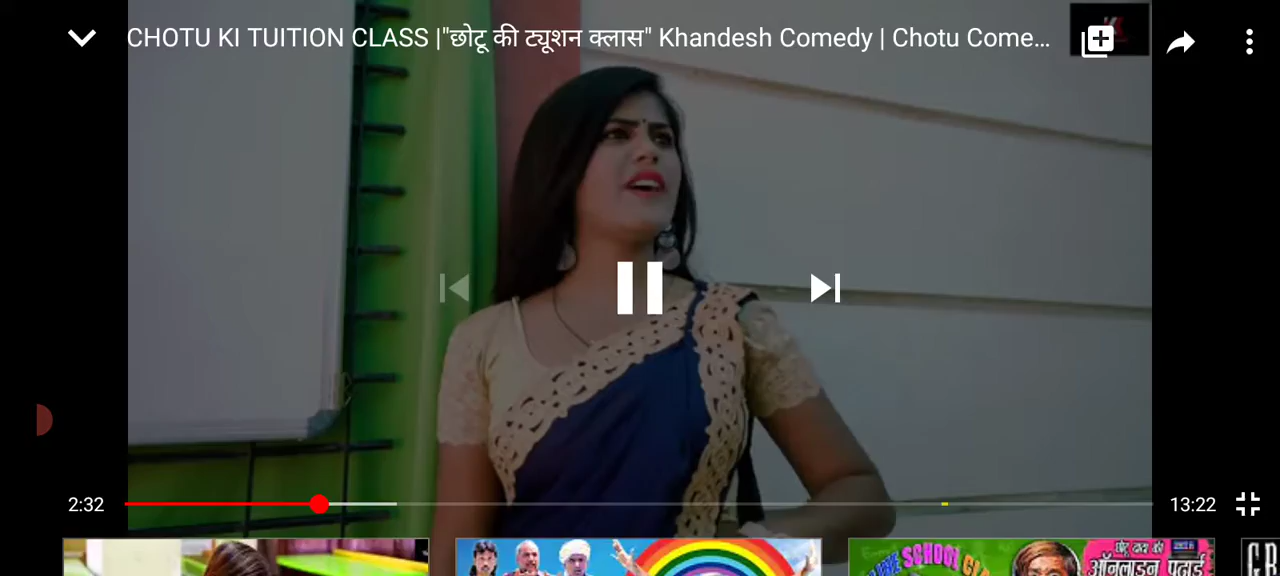 CHOTU KI TUITION CLASS |"छोटू की ट्यूशन क्लास" Khandesh Comedy | Chotu Come...
2:32
13:22
SCHOOL
छोटू दादा की
ऑनलाइन पढ़ाई